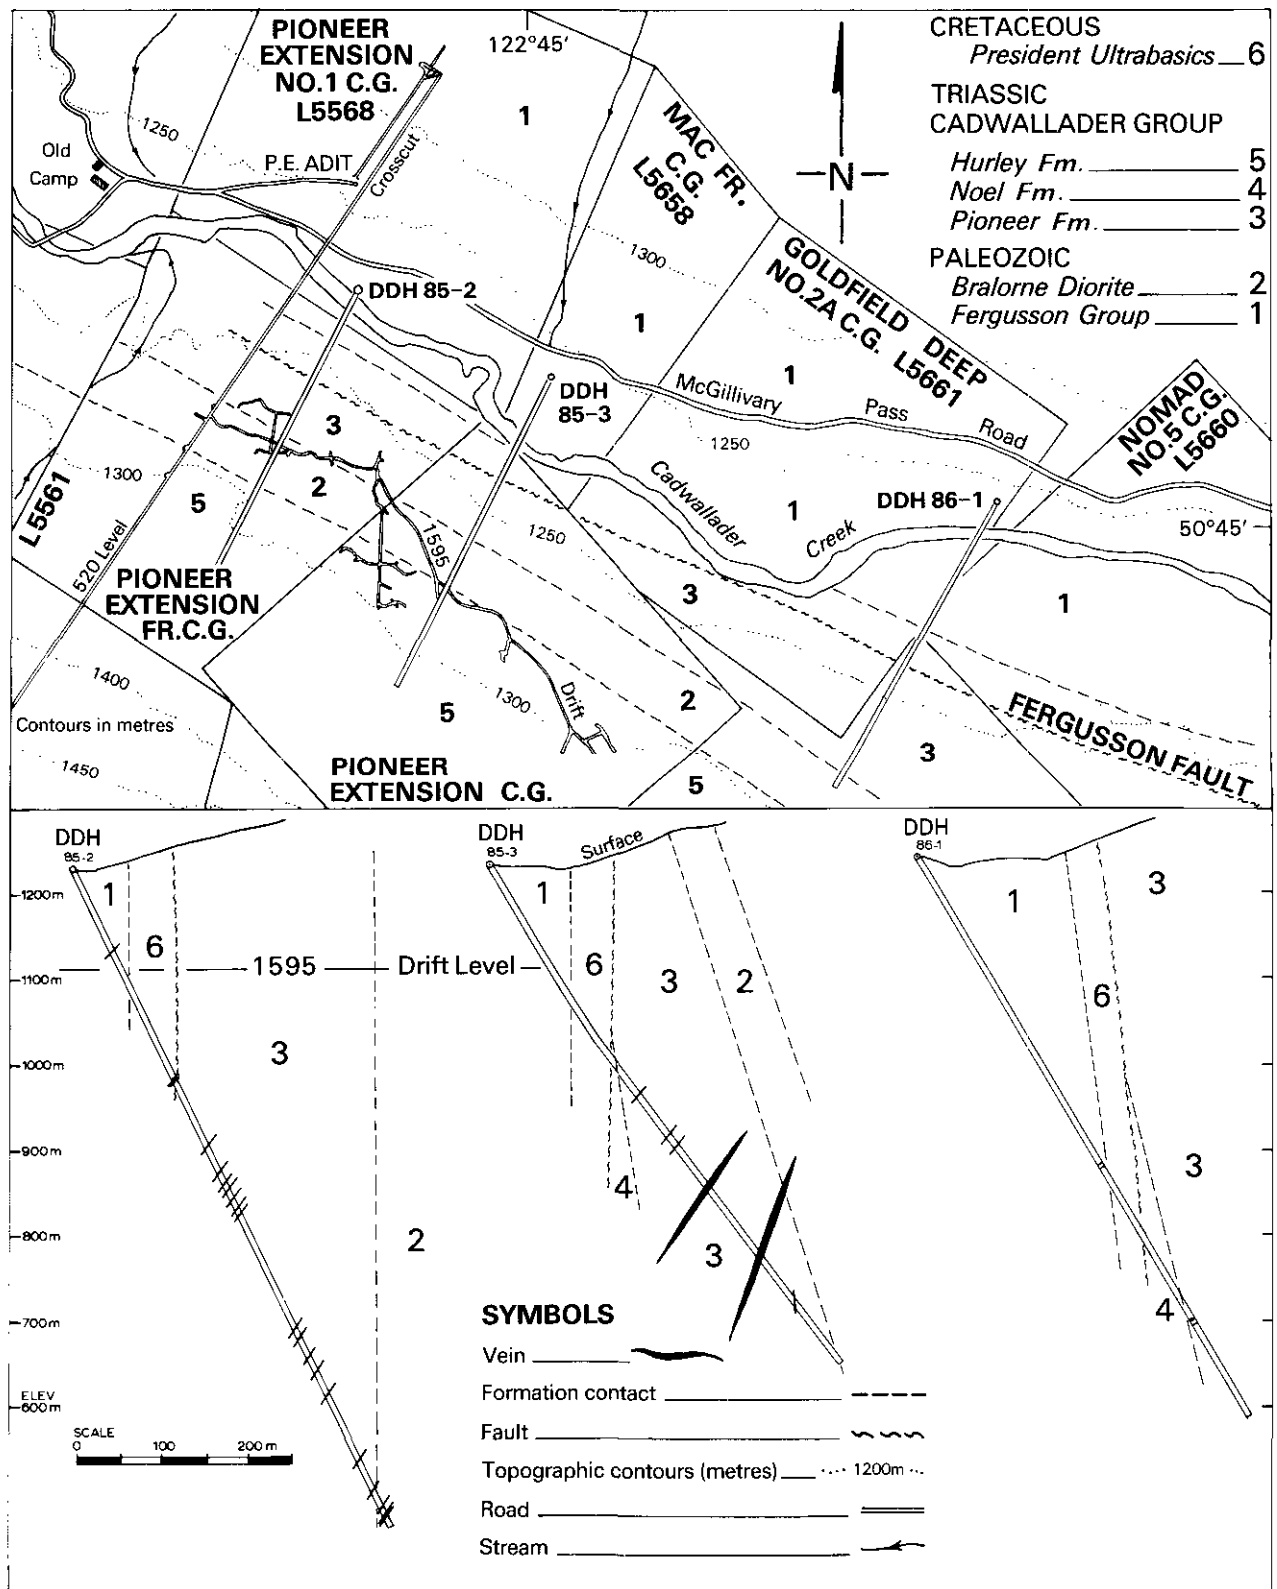 PIONEER
EXTENSION
NO.1 C.G.
L5568
122°45′
1
CRETACEOUS
President Ultrabasics 6
TRIASSIC
CADWALLADER GROUP
Hurley Fm. 5
Noel Fm. 4
Pioneer Fm. 3
PALEOZOIC
Bralorne Diorite 2
Fergusson Group 1
N
1250
Old
Camp
P.E. ADIT
Crosscut
MAC FR.
C.G.
L5658
1300
GOLDFIELD DEEP
NO.2A C.G. L5661
DDH 85-2
1
1
DDH
85-3
McGillivary Pass Road
1250
NOMAD
NO.5 C.G.
L5660
3
1300
L5561
5
2
1595
1250
Cadwallader
Creek
1
DDH 86-1
50°45′
520 Level
PIONEER
EXTENSION
FR.C.G.
3
1
1400
Contours in metres
1450
5
1300
Drift
2
5
3
FERGUSSON FAULT
PIONEER
EXTENSION C.G.
DDH
85-2
DDH
85-3
Surface
DDH
86-1
1200m
1
6
1
6
3
2
1
3
6
1100m
1595 Drift Level
1000m
3
900m
4
3
800m
2
3
4
700m
ELEV
600m
SCALE
0 100 200 m
SYMBOLS
Vein
Formation contact
Fault
Topographic contours (metres) 1200m
Road
Stream